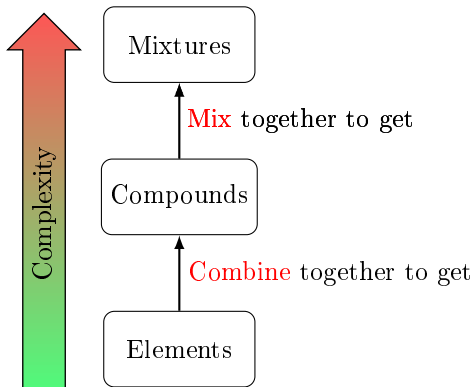 Mixtures
Mix together to get
Complexity
Compounds
Combine together to get
Elements